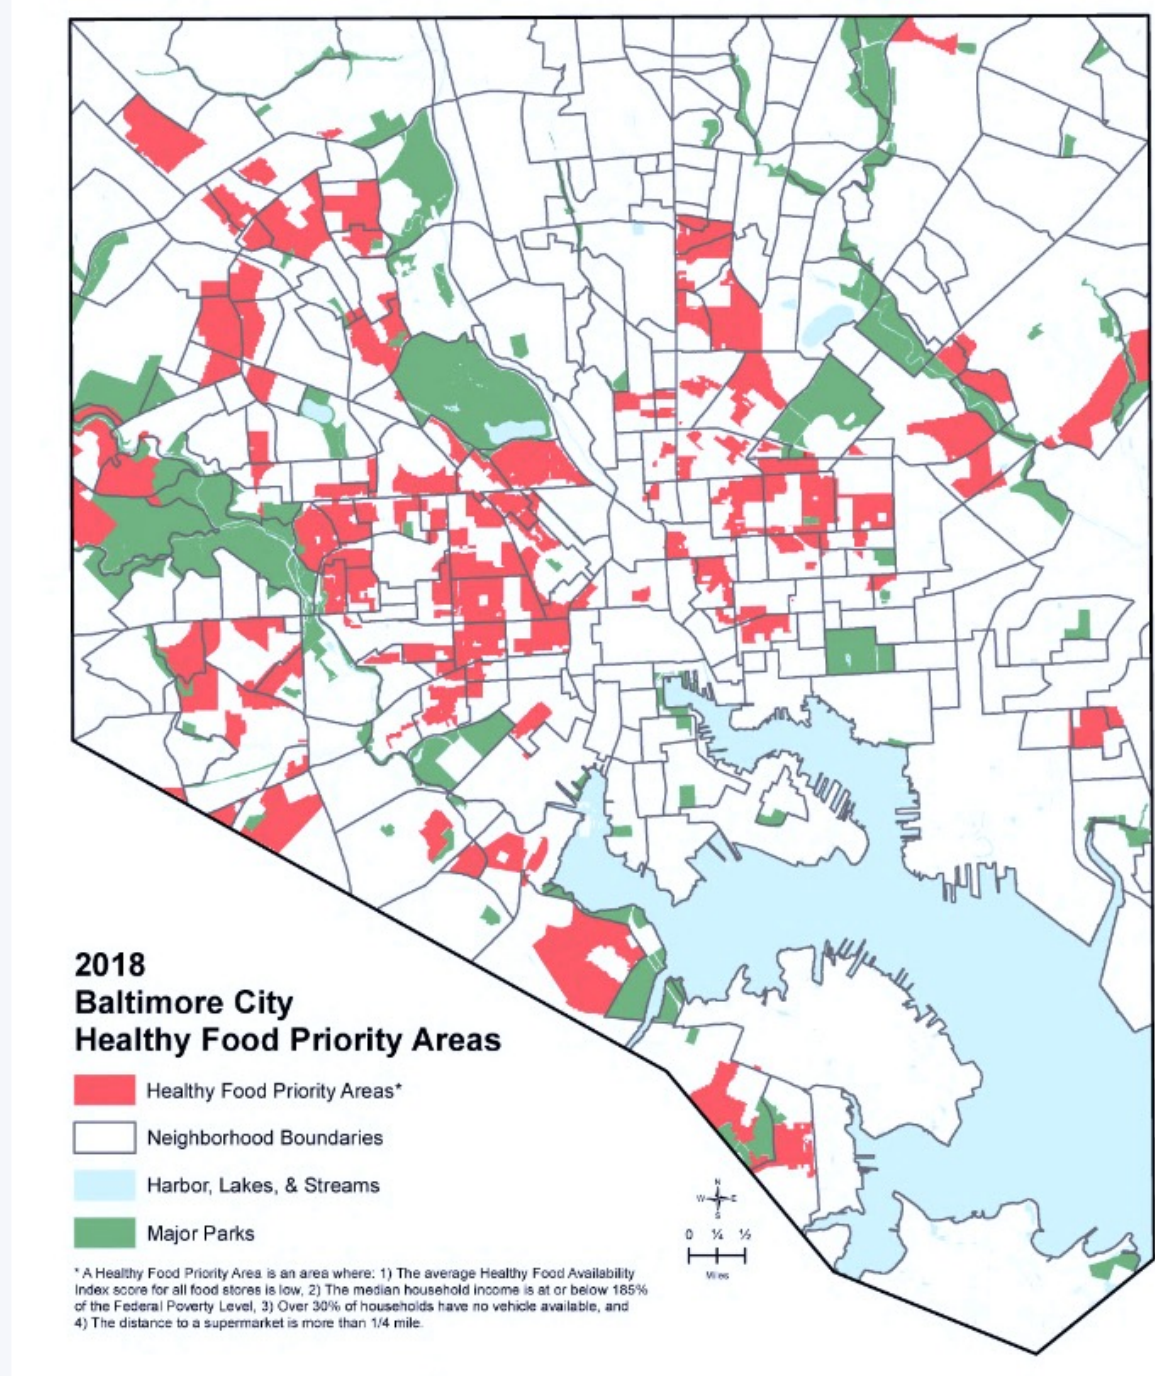 2018
Baltimore City
Healthy Food Priority Areas
Healthy Food Priority Areas*
Neighborhood Boundaries
Harbor, Lakes, & Streams
Major Parks
N
W E
S
0 ¼ ½
Miles
* A Healthy Food Priority Area is an area where: 1) The average Healthy Food Availability
Index score for all food stores is low, 2) The median household income is at or below 185%
of the Federal Poverty Level, 3) Over 30% of households have no vehicle available, and
4) The distance to a supermarket is more than 1/4 mile.